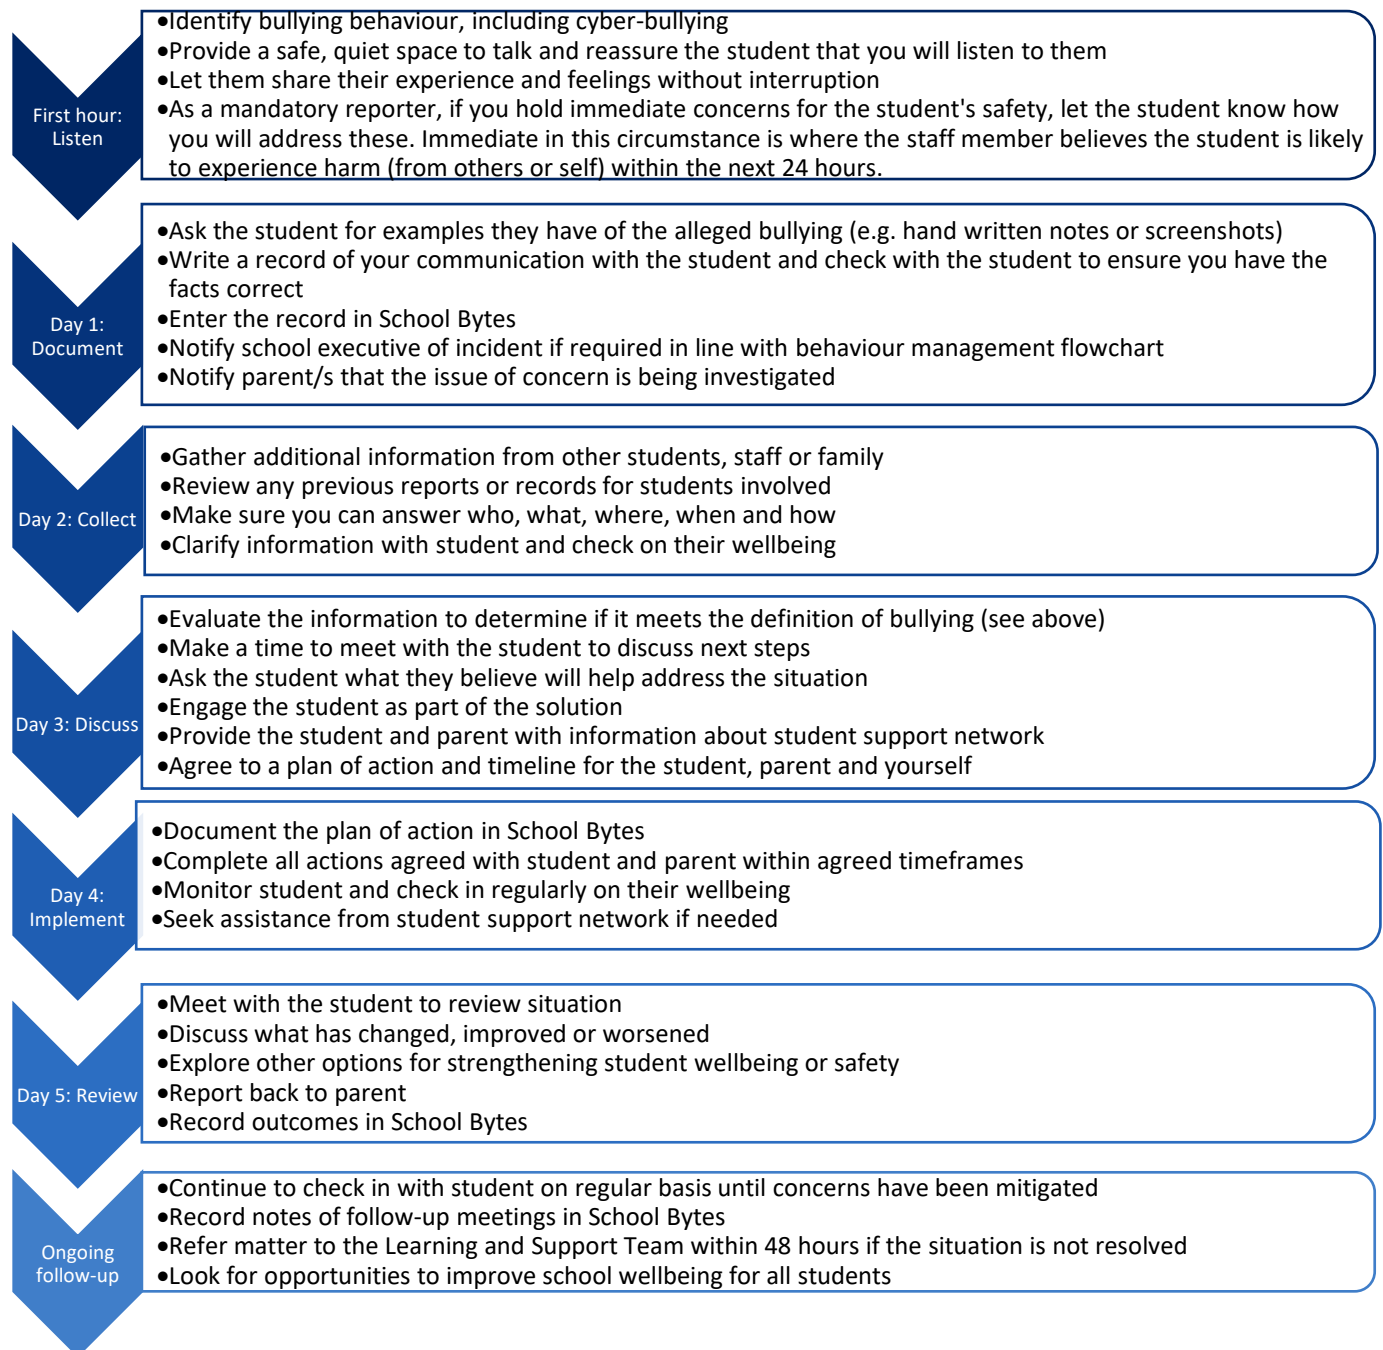 First hour:
Listen
•Identify bullying behaviour, including cyber-bullying
•Provide a safe, quiet space to talk and reassure the student that you will listen to them
•Let them share their experience and feelings without interruption
•As a mandatory reporter, if you hold immediate concerns for the student's safety, let the student know how
you will address these. Immediate in this circumstance is where the staff member believes the student is likely
to experience harm (from others or self) within the next 24 hours.
Day 1:
Document
•Ask the student for examples they have of the alleged bullying (e.g. hand written notes or screenshots)
•Write a record of your communication with the student and check with the student to ensure you have the
facts correct
•Enter the record in School Bytes
•Notify school executive of incident if required in line with behaviour management flowchart
•Notify parent/s that the issue of concern is being investigated
Day 2: Collect
•Gather additional information from other students, staff or family
•Review any previous reports or records for students involved
•Make sure you can answer who, what, where, when and how
•Clarify information with student and check on their wellbeing
Day 3: Discuss
•Evaluate the information to determine if it meets the definition of bullying (see above)
•Make a time to meet with the student to discuss next steps
•Ask the student what they believe will help address the situation
•Engage the student as part of the solution
•Provide the student and parent with information about student support network
•Agree to a plan of action and timeline for the student, parent and yourself
Day 4:
Implement
•Document the plan of action in School Bytes
•Complete all actions agreed with student and parent within agreed timeframes
•Monitor student and check in regularly on their wellbeing
•Seek assistance from student support network if needed
Day 5: Review
•Meet with the student to review situation
•Discuss what has changed, improved or worsened
•Explore other options for strengthening student wellbeing or safety
•Report back to parent
•Record outcomes in School Bytes
Ongoing
follow-up
•Continue to check in with student on regular basis until concerns have been mitigated
•Record notes of follow-up meetings in School Bytes
•Refer matter to the Learning and Support Team within 48 hours if the situation is not resolved
•Look for opportunities to improve school wellbeing for all students